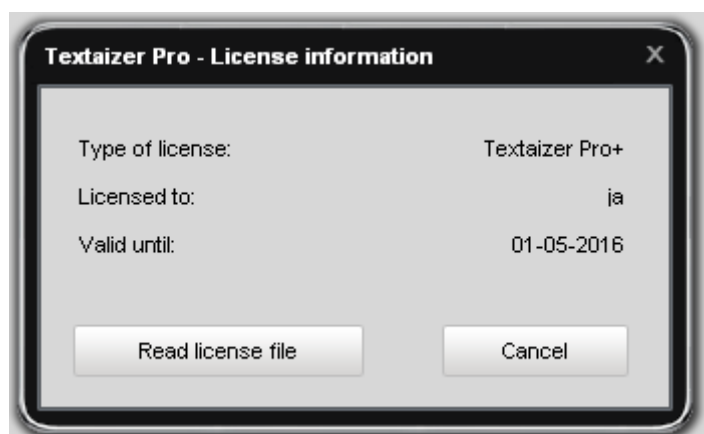 Textaizer Pro - License information X
Type of license: Textaizer Pro+
Licensed to: ja
Valid until: 01-05-2016
Read license file Cancel